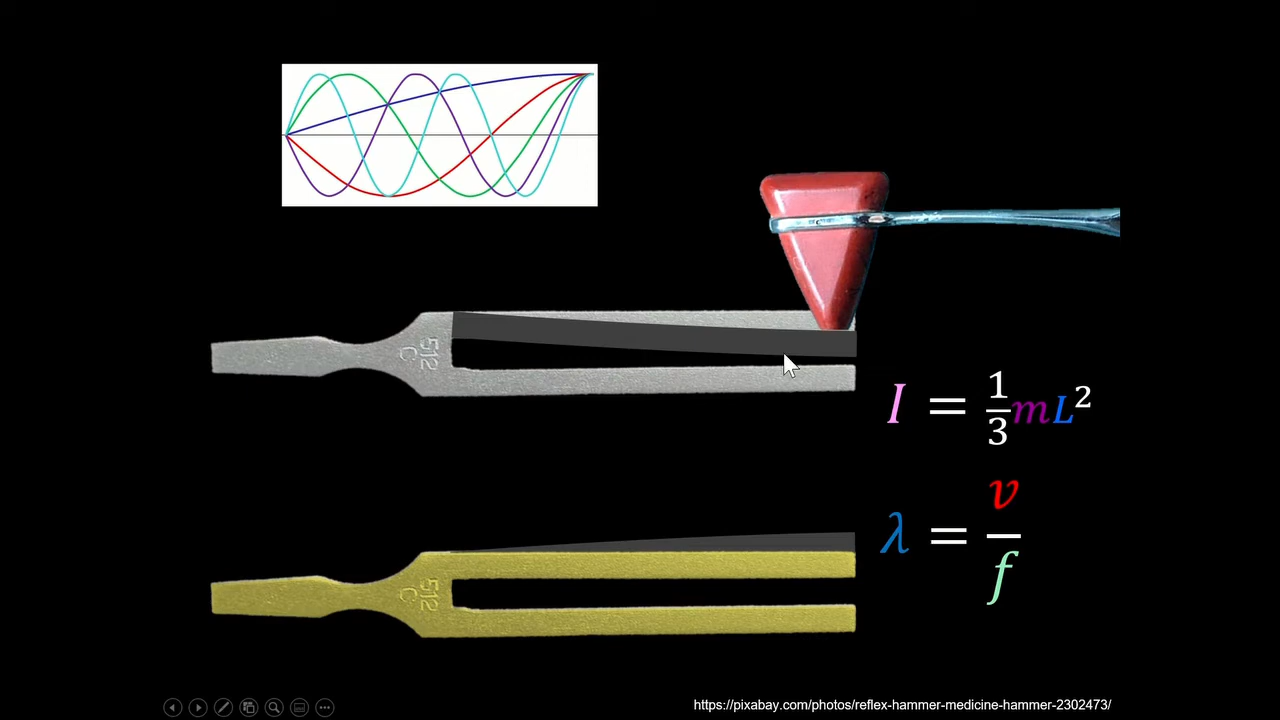 512
C
I = 1/3 mL²
λ = v/f
512
C
https://pixabay.com/photos/reflex-hammer-medicine-hammer-2302473/